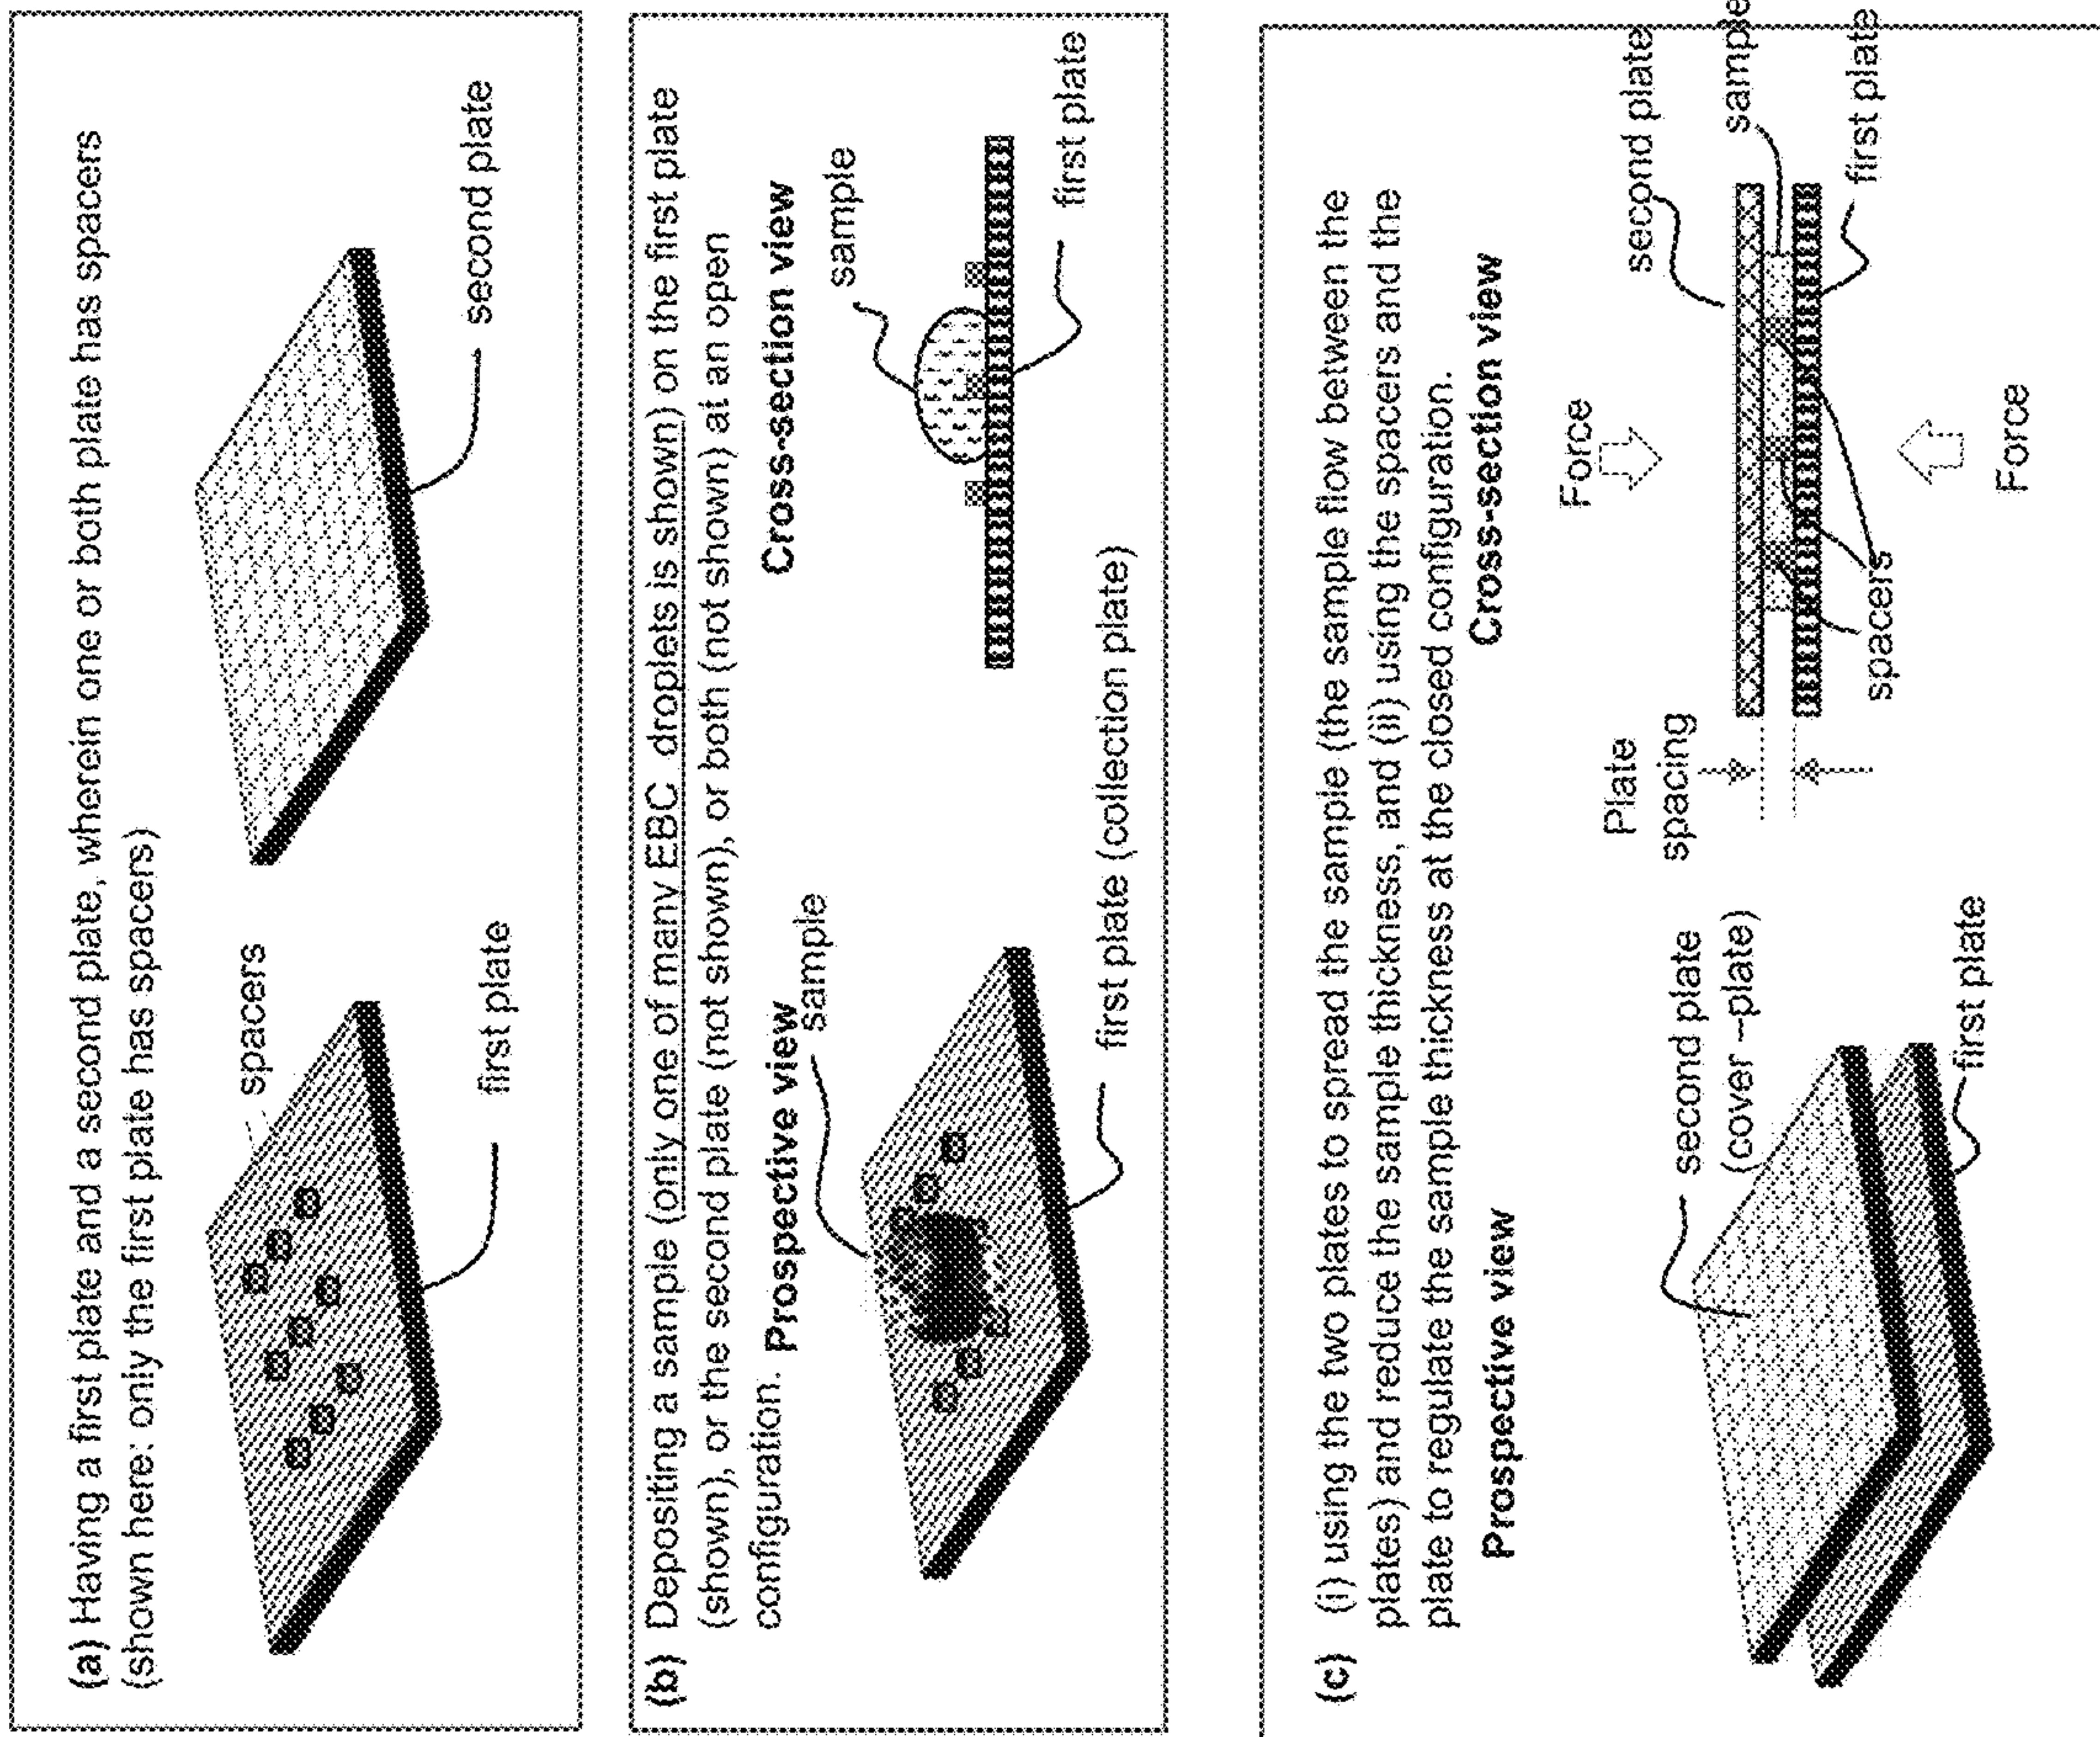 (a) Having a first plate and a second plate, wherein one or both plate has spacers
(shown here: only the first plate has spacers)
spacers
first plate
second plate
(b) Depositing a sample (only one of many EBC droplets is shown) on the first plate
(shown), or the second plate (not shown), or both (not shown) at an open
configuration.
Prospective view
Cross-section view
sample
sample
first plate (collection plate)
first plate
(c) (i) using the two plates to spread the sample (the sample flow between the
plates) and reduce the sample thickness, and (ii) using the spacers and the
plate to regulate the sample thickness at the closed configuration.
Prospective view
Cross-section view
second plate
(cover –plate)
first plate
Plate
spacing
Force
second plate
sample
first plate
spacers
Force